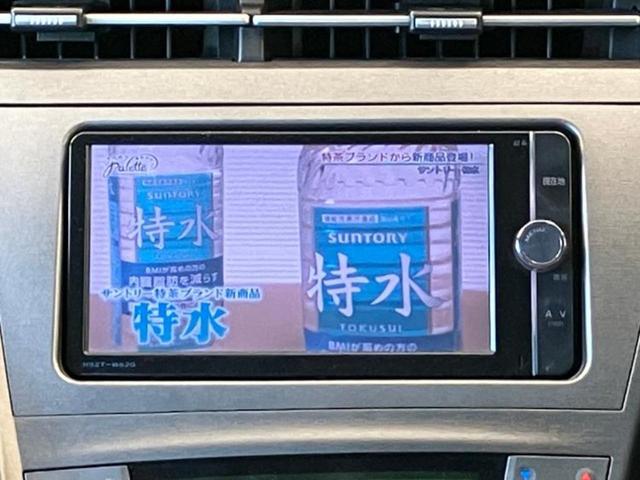 Palette
特茶ブランドから新商品登場!
サントリー 特水
SUNTORY
特水
BMIが高めの方の
内臓脂肪を減らす
サントリー特茶ブランド新商品
特水
SUNTORY
特水
TOKUSUI
BMIが高めの方の
現在地
MENU
画面
∧ ∨
NSZT-W62G